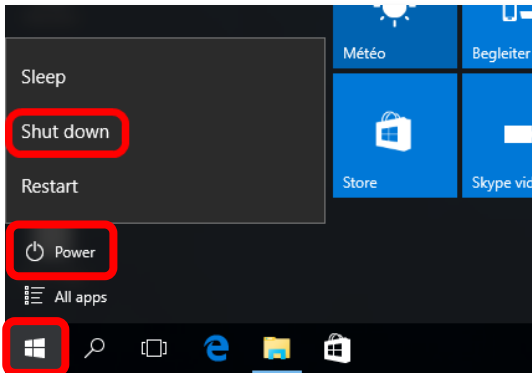 Météo
Begleiter
Sleep
Shut down
Restart
Store
Skype vid
Power
All apps